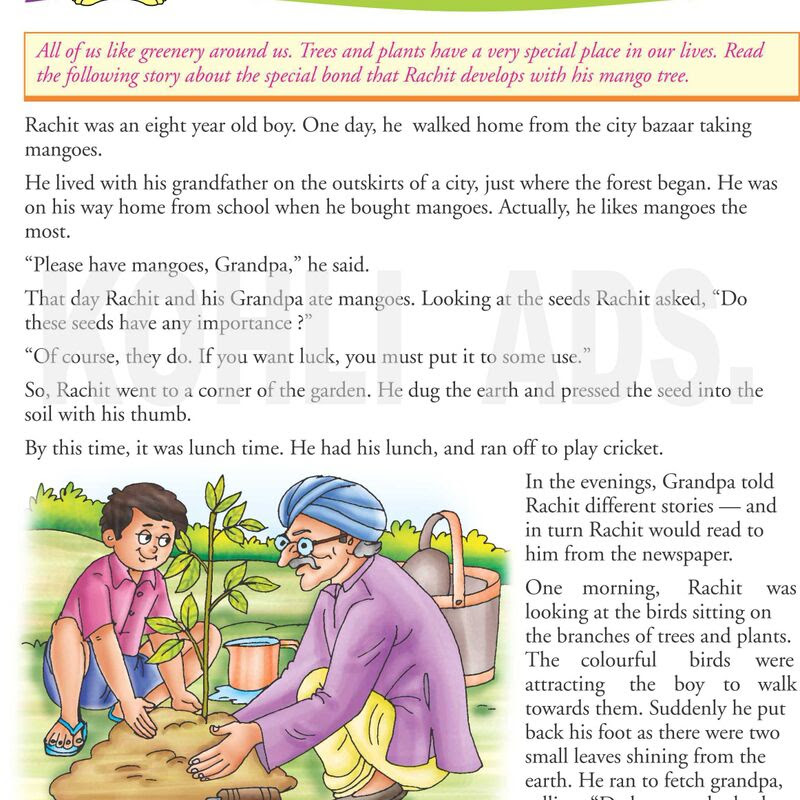 All of us like greenery around us. Trees and plants have a very special place in our lives. Read
the following story about the special bond that Rachit develops with his mango tree.
Rachit was an eight year old boy. One day, he walked home from the city bazaar taking
mangoes.
He lived with his grandfather on the outskirts of a city, just where the forest began. He was
on his way home from school when he bought mangoes. Actually, he likes mangoes the
most.
“Please have mangoes, Grandpa,” he said.
That day Rachit and his Grandpa ate mangoes. Looking at the seeds Rachit asked, “Do
these seeds have any importance ?”
“Of course, they do. If you want luck, you must put it to some use.”
So, Rachit went to a corner of the garden. He dug the earth and pressed the seed into the
soil with his thumb.
By this time, it was lunch time. He had his lunch, and ran off to play cricket.
KOHLI ADS.
In the evenings, Grandpa told
Rachit different stories — and
in turn Rachit would read to
him from the newspaper.
One morning, Rachit was
looking at the birds sitting on
the branches of trees and plants.
The colourful birds were
attracting the boy to walk
towards them. Suddenly he put
back his foot as there were two
small leaves shining from the
earth. He ran to fetch grandpa,